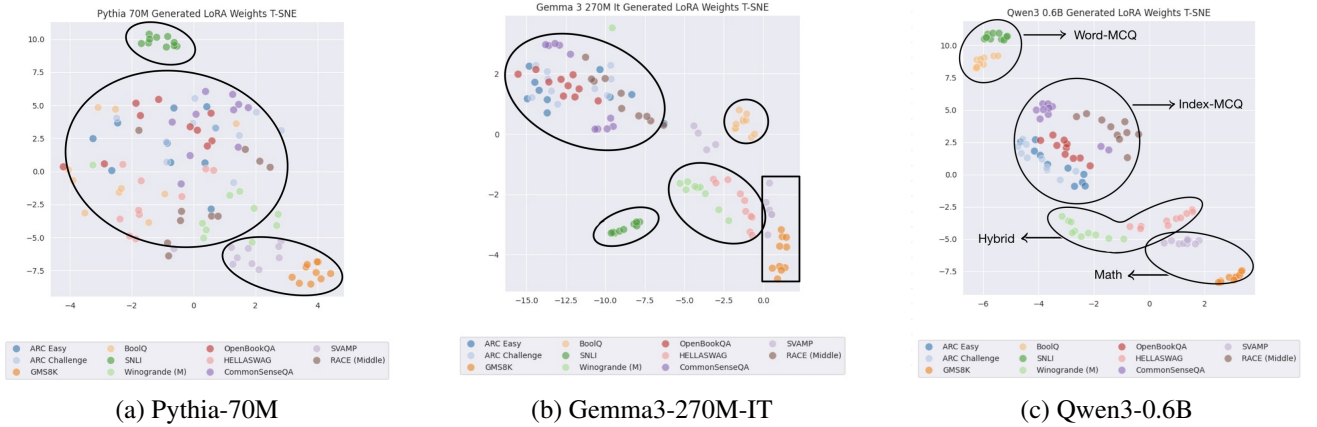 Pythia 70M Generated LoRA Weights T-SNE
10.0
7.5
5.0
2.5
0.0
−2.5
−5.0
−7.5
−4
−2
0
2
4
ARC Easy
ARC Challenge
GMS8K
BoolQ
SNLI
Winogrande (M)
OpenBookQA
HELLASWAG
CommonSenseQA
SVAMP
RACE (Middle)
(a) Pythia-70M
Gemma 3 270M It Generated LoRA Weights T-SNE
2
0
−2
−4
−15.0
−12.5
−10.0
−7.5
−5.0
−2.5
0.0
ARC Easy
ARC Challenge
GMS8K
BoolQ
SNLI
Winogrande (M)
OpenBookQA
HELLASWAG
CommonSenseQA
SVAMP
RACE (Middle)
(b) Gemma3-270M-IT
Qwen3 0.6B Generated LoRA Weights T-SNE
10.0
7.5
5.0
2.5
0.0
−2.5
−5.0
−7.5
Word-MCQ
Index-MCQ
Hybrid
Math
−6
−4
−2
0
2
ARC Easy
ARC Challenge
GMS8K
BoolQ
SNLI
Winogrande (M)
OpenBookQA
HELLASWAG
CommonSenseQA
SVAMP
RACE (Middle)
(c) Qwen3-0.6B